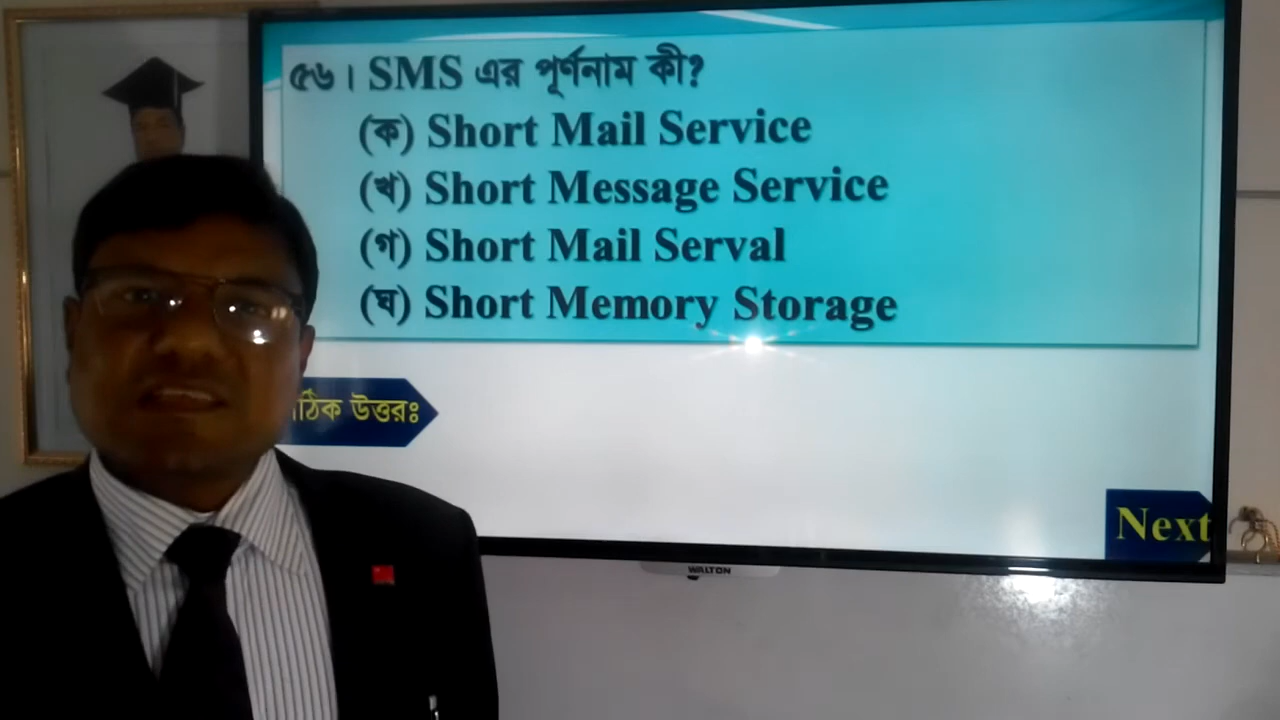 ৫৬। SMS এর পূর্ণনাম কী?
(ক) Short Mail Service
(খ) Short Message Service
(গ) Short Mail Serval
(ঘ) Short Memory Storage
উত্তরঃ
Next
WALTON